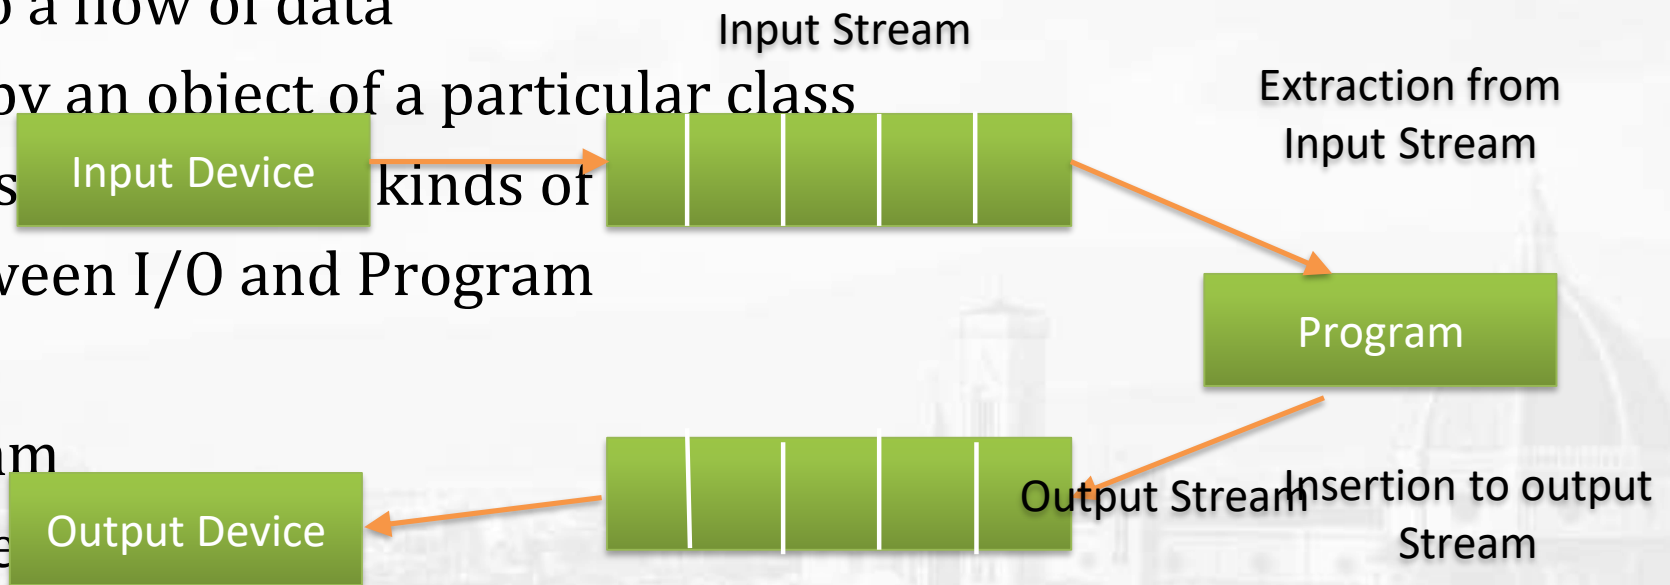 a flow of data
Input Stream
by an object of a particular class
Extraction from
Input Stream
Input Device
kinds of
I/O and Program
Program
Output Stream
Insertion to output
Stream
Output Device